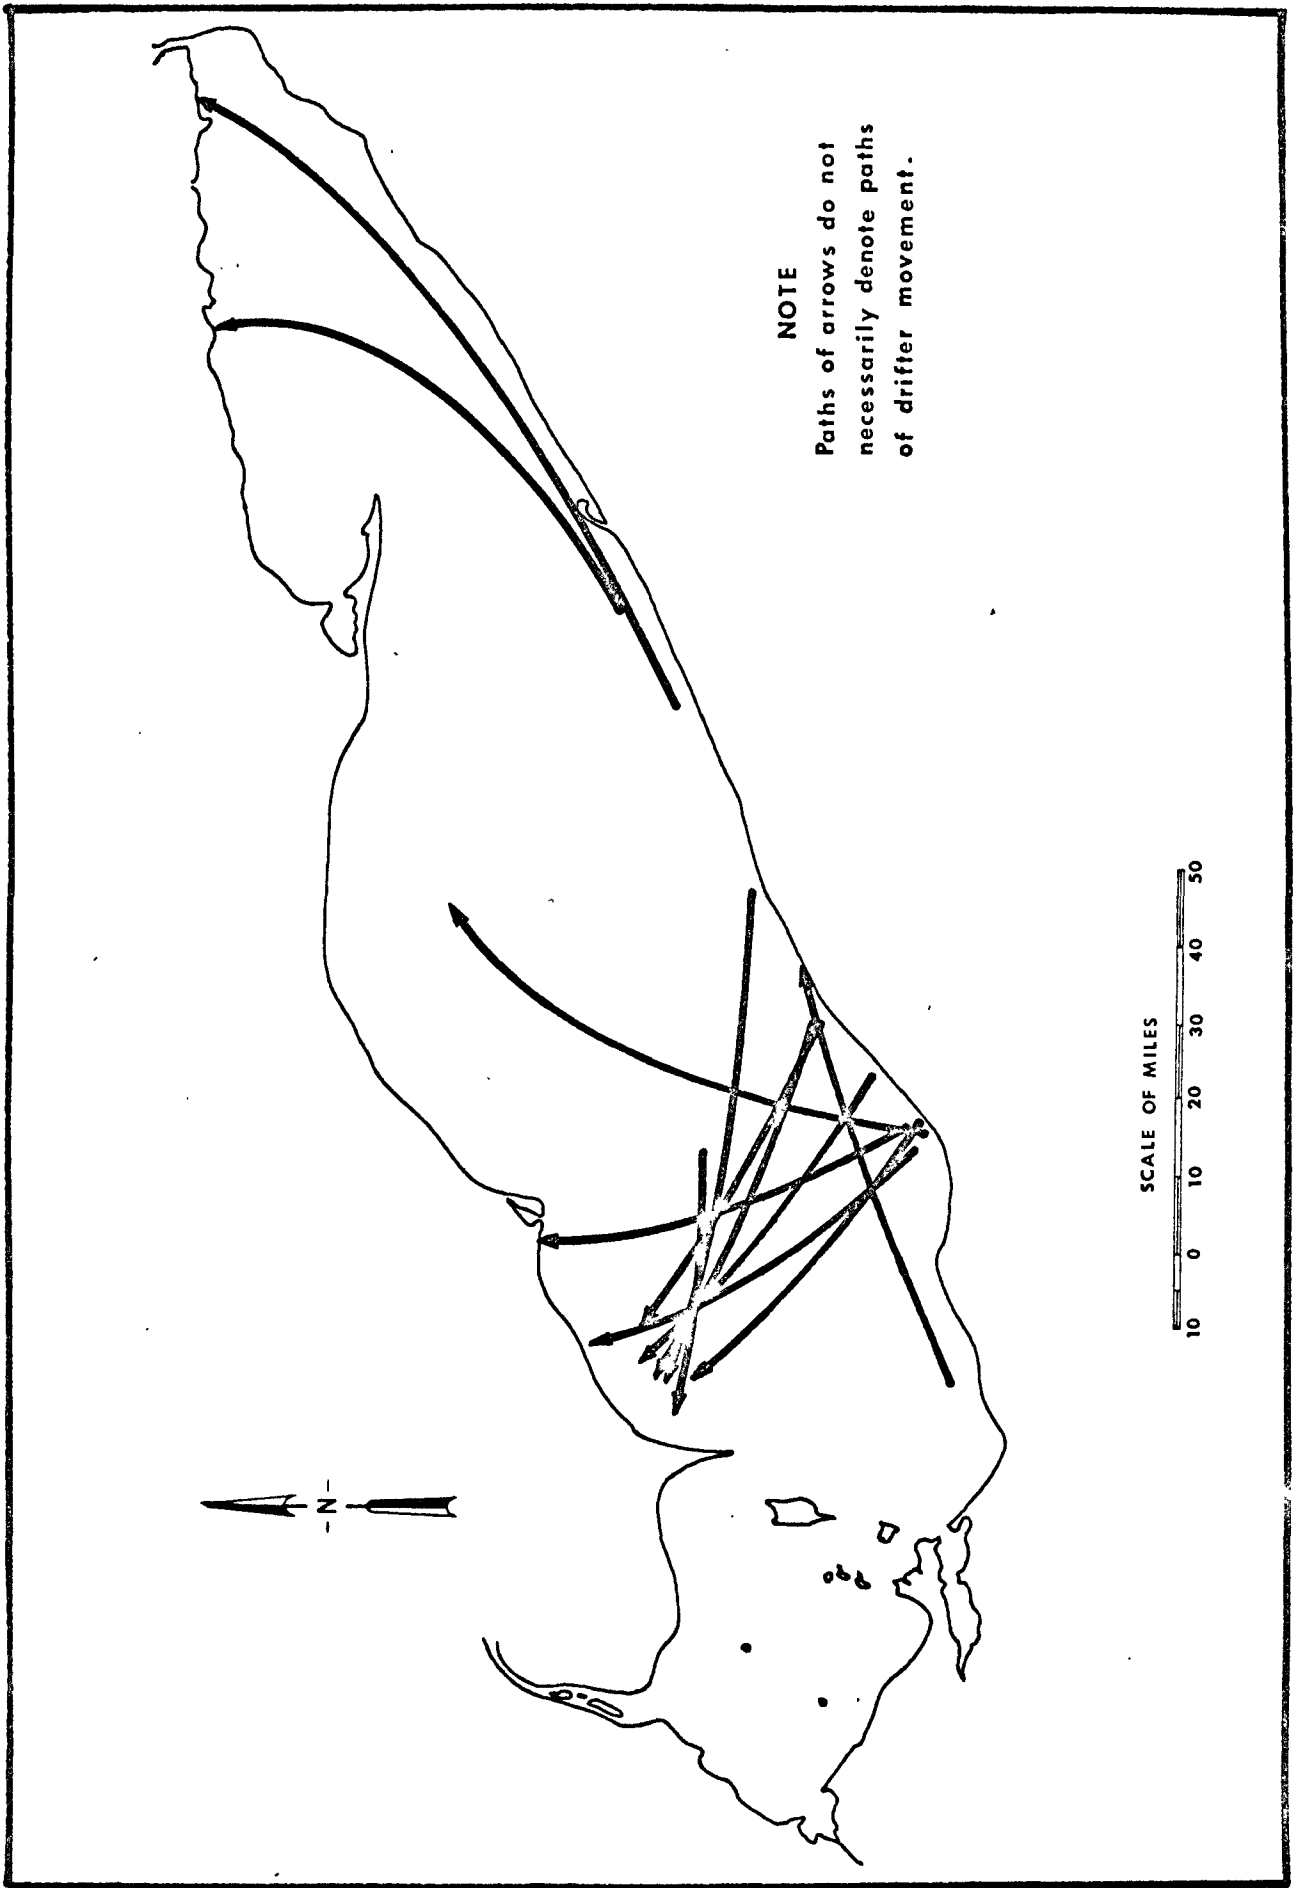 -N-
NOTE
Paths of arrows do not
necessarily denote paths
of drifter movement.
SCALE OF MILES
10 0 10 20 30 40 50